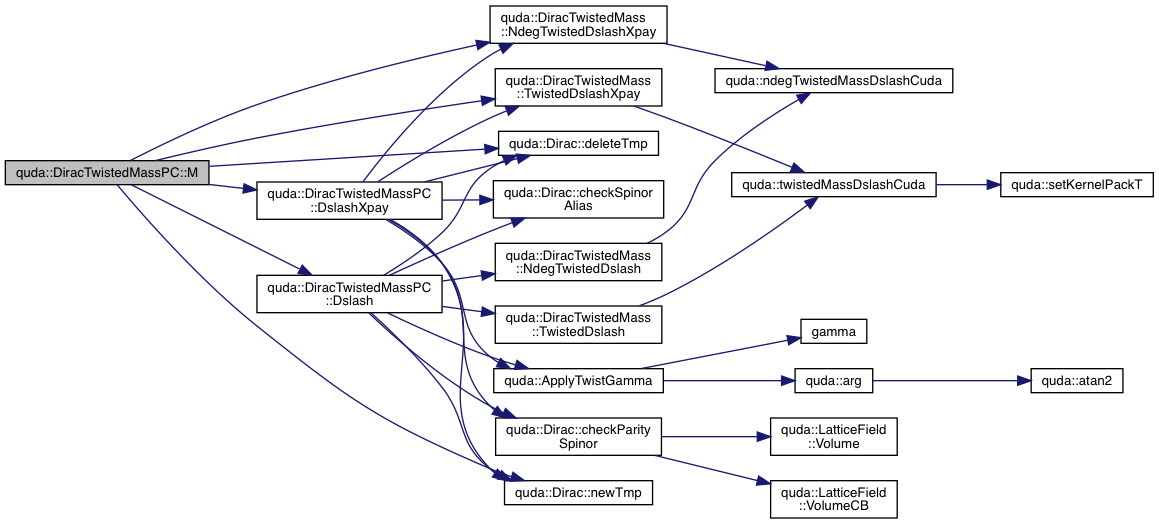 quda::DiracTwistedMassPC::M
quda::DiracTwistedMassPC
::DslashXpay
quda::DiracTwistedMassPC
::Dslash
quda::DiracTwistedMass
::NdegTwistedDslashXpay
quda::DiracTwistedMass
::TwistedDslashXpay
quda::Dirac::deleteTmp
quda::Dirac::checkSpinor
Alias
quda::DiracTwistedMass
::NdegTwistedDslash
quda::DiracTwistedMass
::TwistedDslash
quda::ApplyTwistGamma
quda::Dirac::checkParity
Spinor
quda::Dirac::newTmp
quda::ndegTwistedMassDslashCuda
quda::twistedMassDslashCuda
gamma
quda::arg
quda::LatticeField
::Volume
quda::LatticeField
::VolumeCB
quda::setKernelPackT
quda::atan2